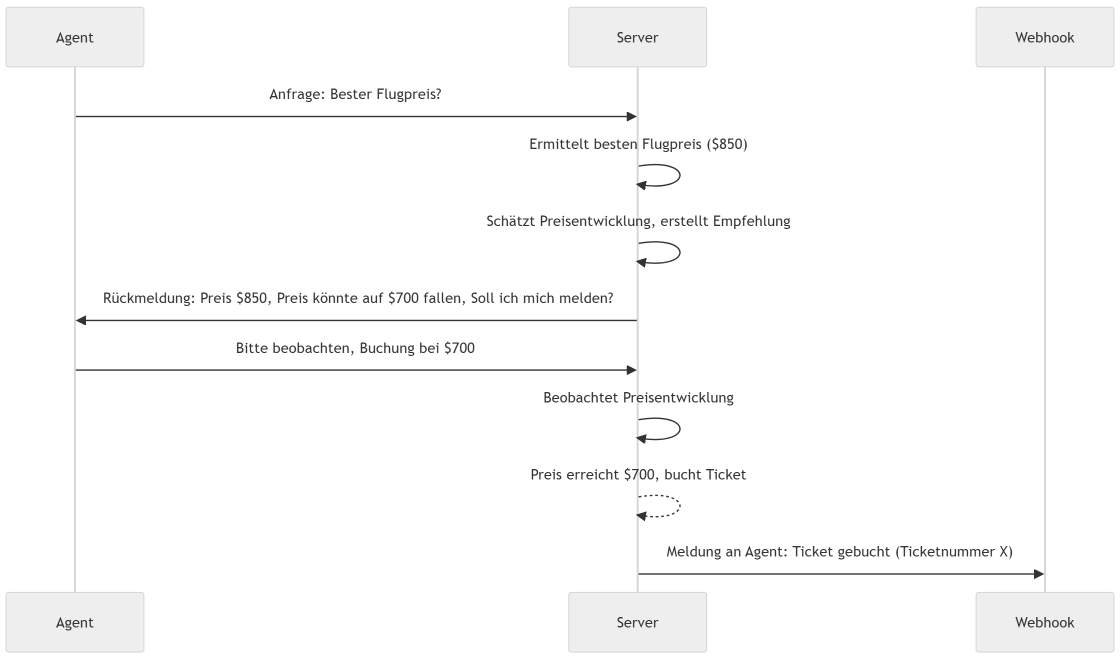 Agent
Server
Webhook
Anfrage: Bester Flugpreis?
Ermittelt besten Flugpreis ($850)
Schätzt Preisentwicklung, erstellt Empfehlung
Rückmeldung: Preis $850, Preis könnte auf $700 fallen, Soll ich mich melden?
Bitte beobachten, Buchung bei $700
Beobachtet Preisentwicklung
Preis erreicht $700, bucht Ticket
Meldung an Agent: Ticket gebucht (Ticketnummer X)
Agent
Server
Webhook